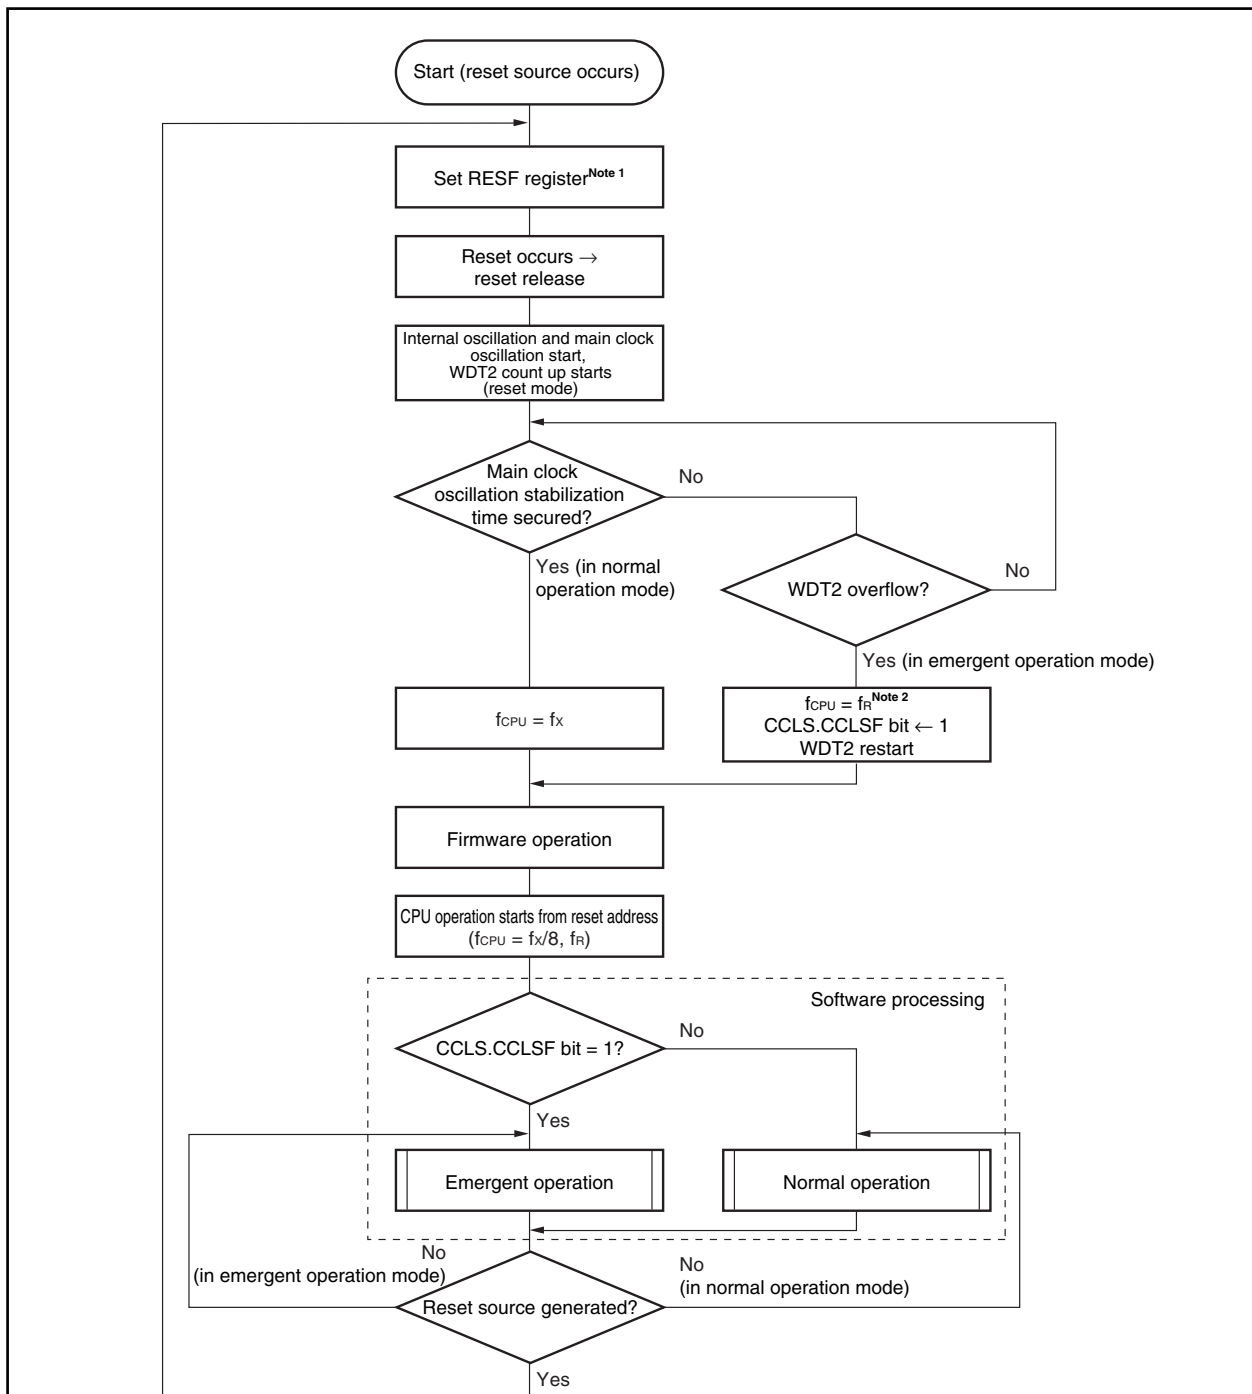 Start (reset source occurs)
Set RESF register Note 1
Reset occurs →
reset release
Internal oscillation and main clock
oscillation start,
WDT2 count up starts
(reset mode)
Main clock
oscillation stabilization
time secured?
No
Yes (in normal
operation mode)
WDT2 overflow?
No
Yes (in emergent operation mode)
fCPU = fX
fCPU = fR Note 2
CCLS.CCLSF bit ← 1
WDT2 restart
Firmware operation
CPU operation starts from reset address
(fCPU = fX/8, fR)
Software processing
CCLS.CCLSF bit = 1?
No
Yes
Emergent operation
Normal operation
No
(in emergent operation mode)
No
(in normal operation mode)
Reset source generated?
Yes